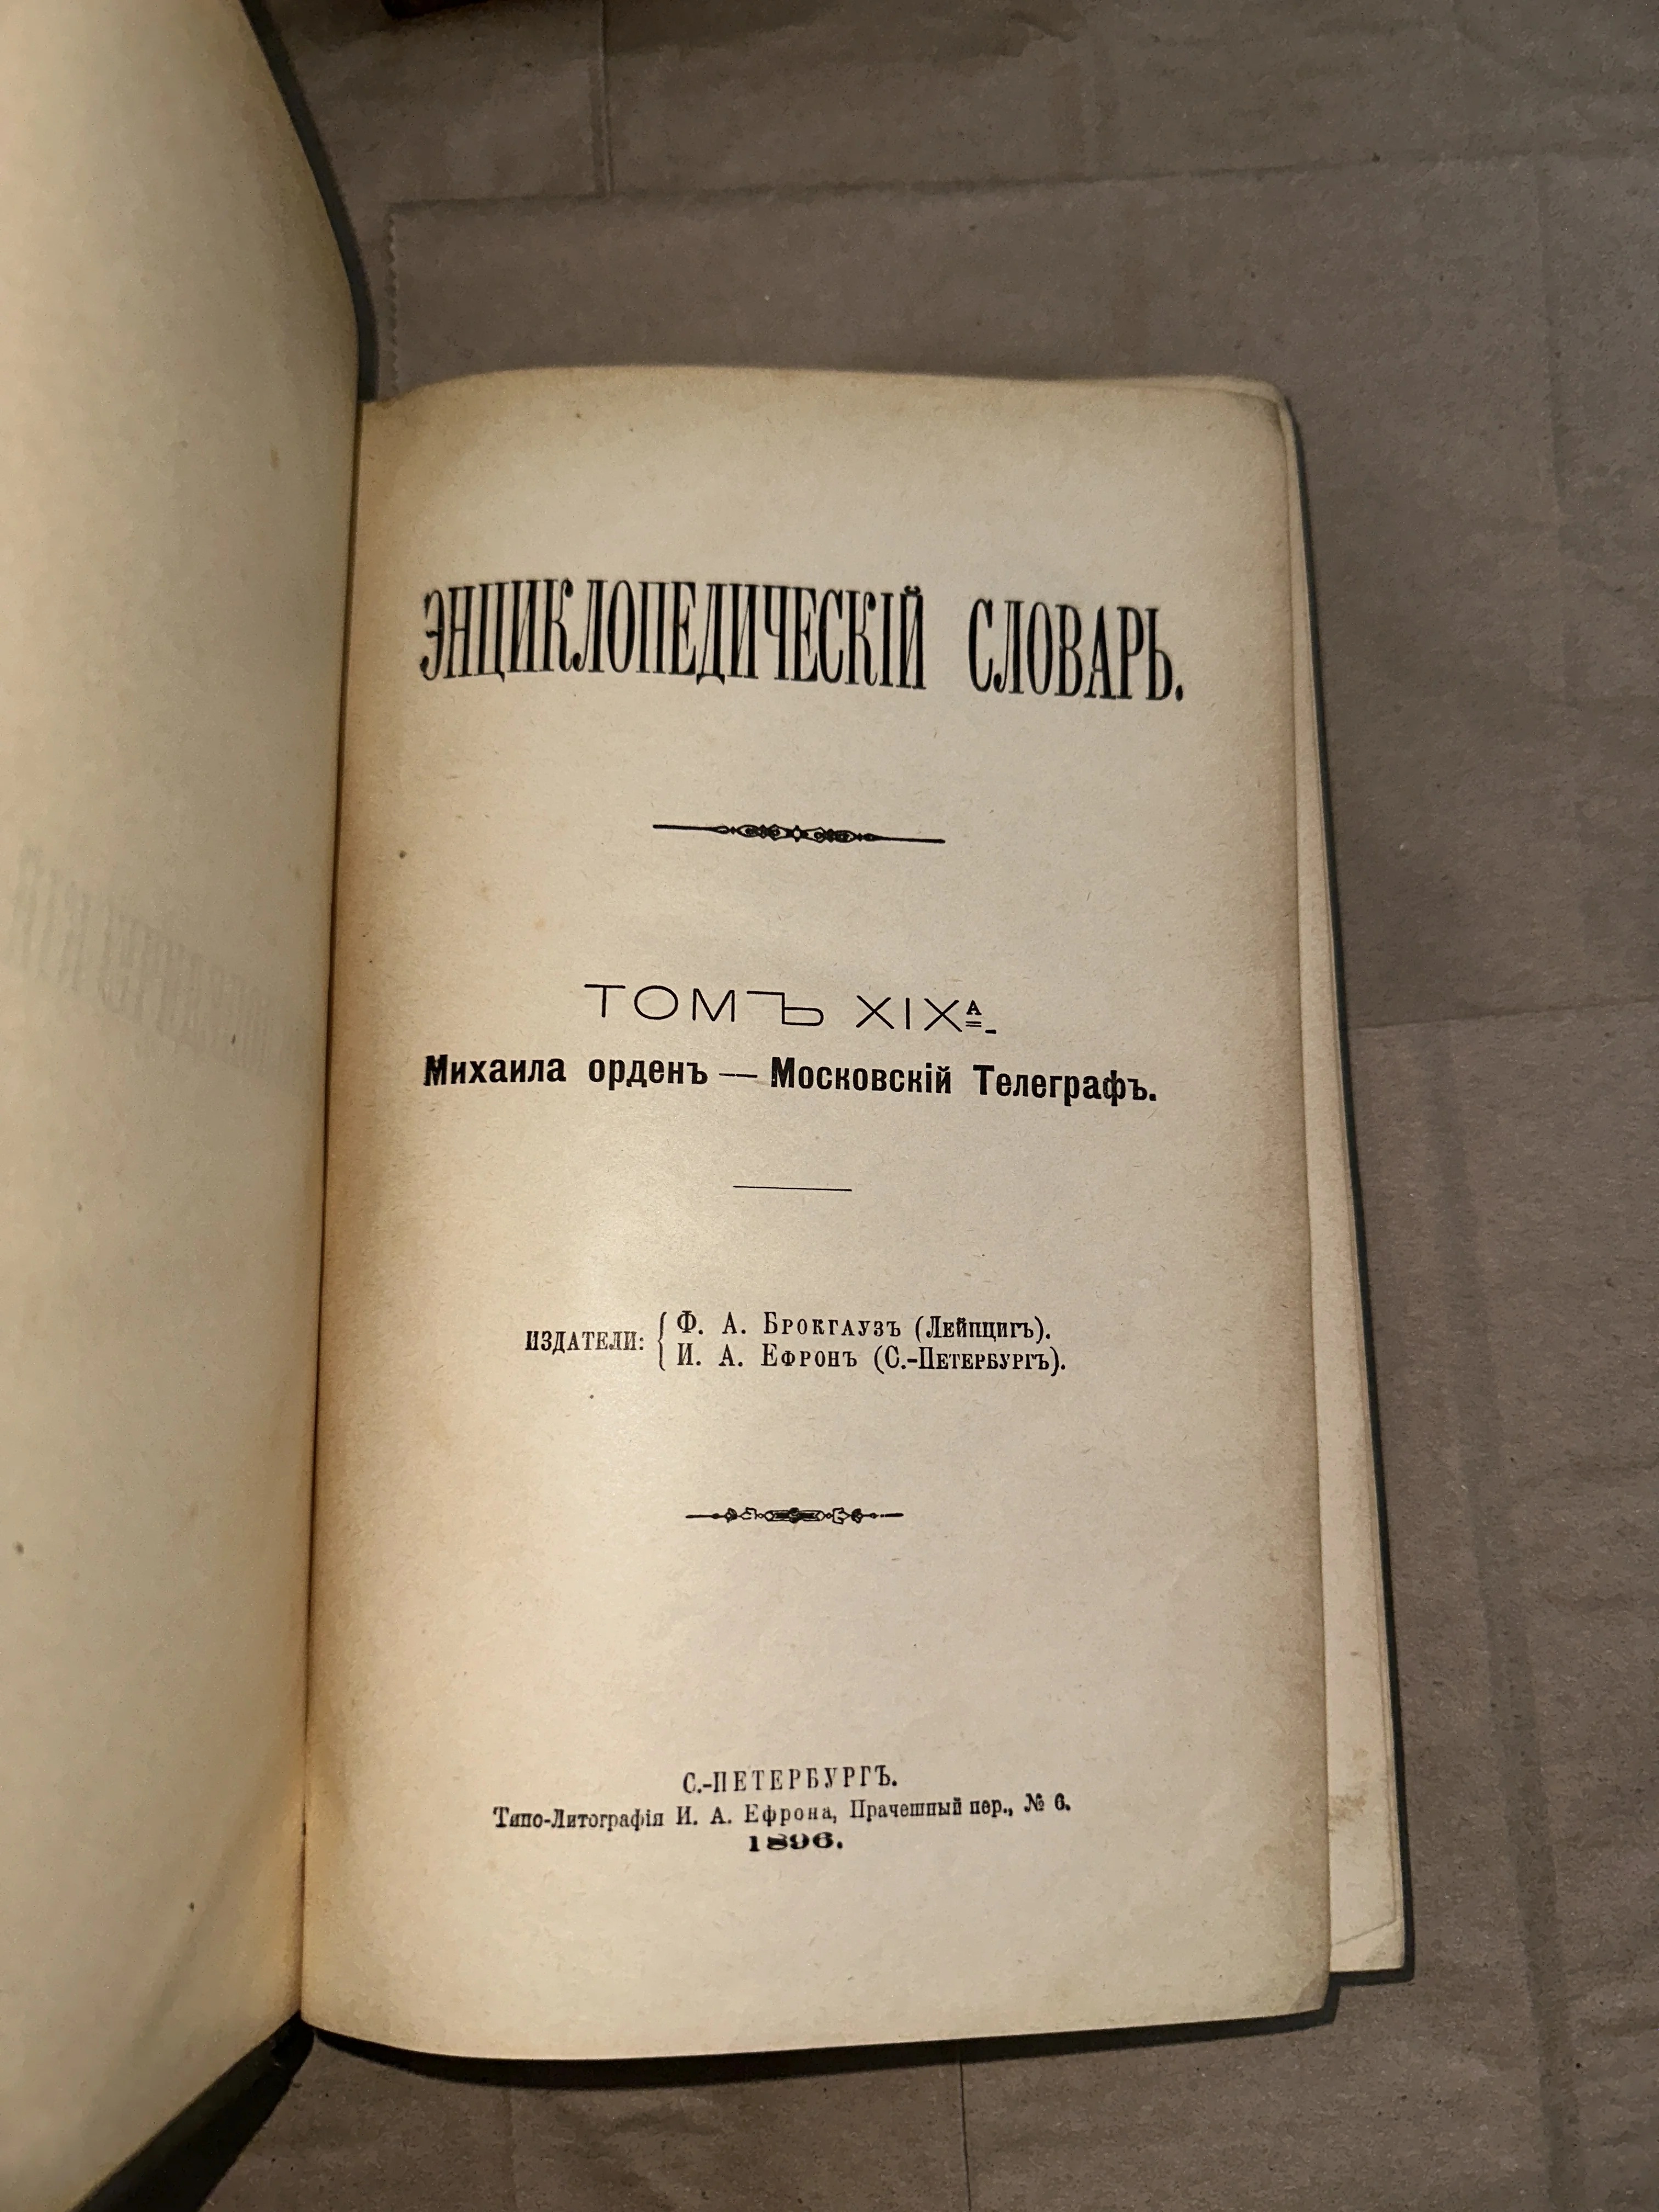 ЭНЦИКЛОПЕДИЧЕСКІЙ СЛОВАРЬ.
ТОМЪ XIXА.
Михаила орденъ — Московскій Телеграфъ.
ИЗДАТЕЛИ:
Ф. А. Брокгаузъ (Лейпцигъ).
И. А. Ефронъ (С.-Петербургъ).
С.-ПЕТЕРБУРГЪ.
Типо-Литографія И. А. Ефрона, Прачешный пер., № 6.
1896.